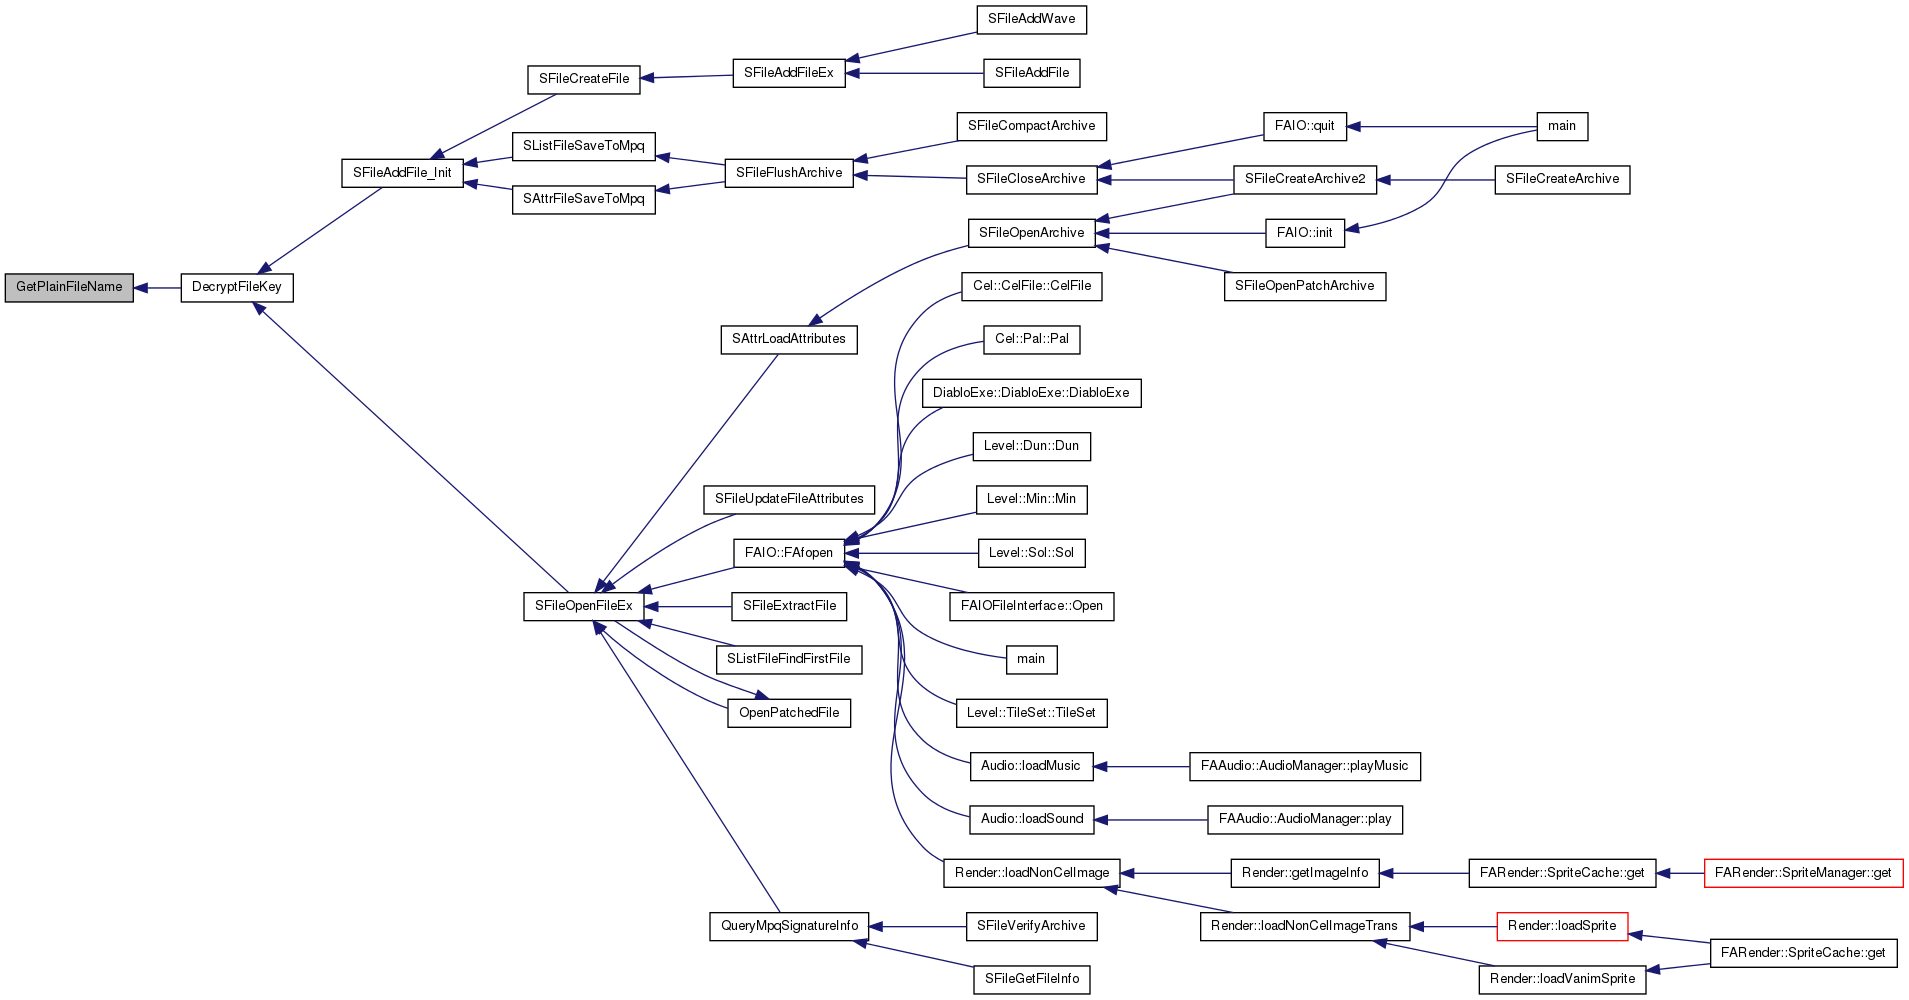 SFileAddWave
SFileCreateFile
SFileAddFileEx
SFileAddFile
SFileCompactArchive
FAIO::quit
main
SListFileSaveToMpq
SFileAddFile_Init
SFileFlushArchive
SFileCloseArchive
SFileCreateArchive2
SFileCreateArchive
SAttrFileSaveToMpq
SFileOpenArchive
FAIO::init
GetPlainFileName
DecryptFileKey
Cel::CelFile::CelFile
SFileOpenPatchArchive
SAttrLoadAttributes
Cel::Pal::Pal
DiabloExe::DiabloExe::DiabloExe
Level::Dun::Dun
SFileUpdateFileAttributes
Level::Min::Min
FAIO::FAfopen
Level::Sol::Sol
SFileOpenFileEx
SFileExtractFile
FAIOFileInterface::Open
SListFileFindFirstFile
main
OpenPatchedFile
Level::TileSet::TileSet
Audio::loadMusic
FAAudio::AudioManager::playMusic
Audio::loadSound
FAAudio::AudioManager::play
Render::loadNonCelImage
Render::getImageInfo
FARender::SpriteCache::get
FARender::SpriteManager::get
QueryMpqSignatureInfo
SFileVerifyArchive
Render::loadNonCelImageTrans
Render::loadSprite
FARender::SpriteCache::get
SFileGetFileInfo
Render::loadVanimSprite